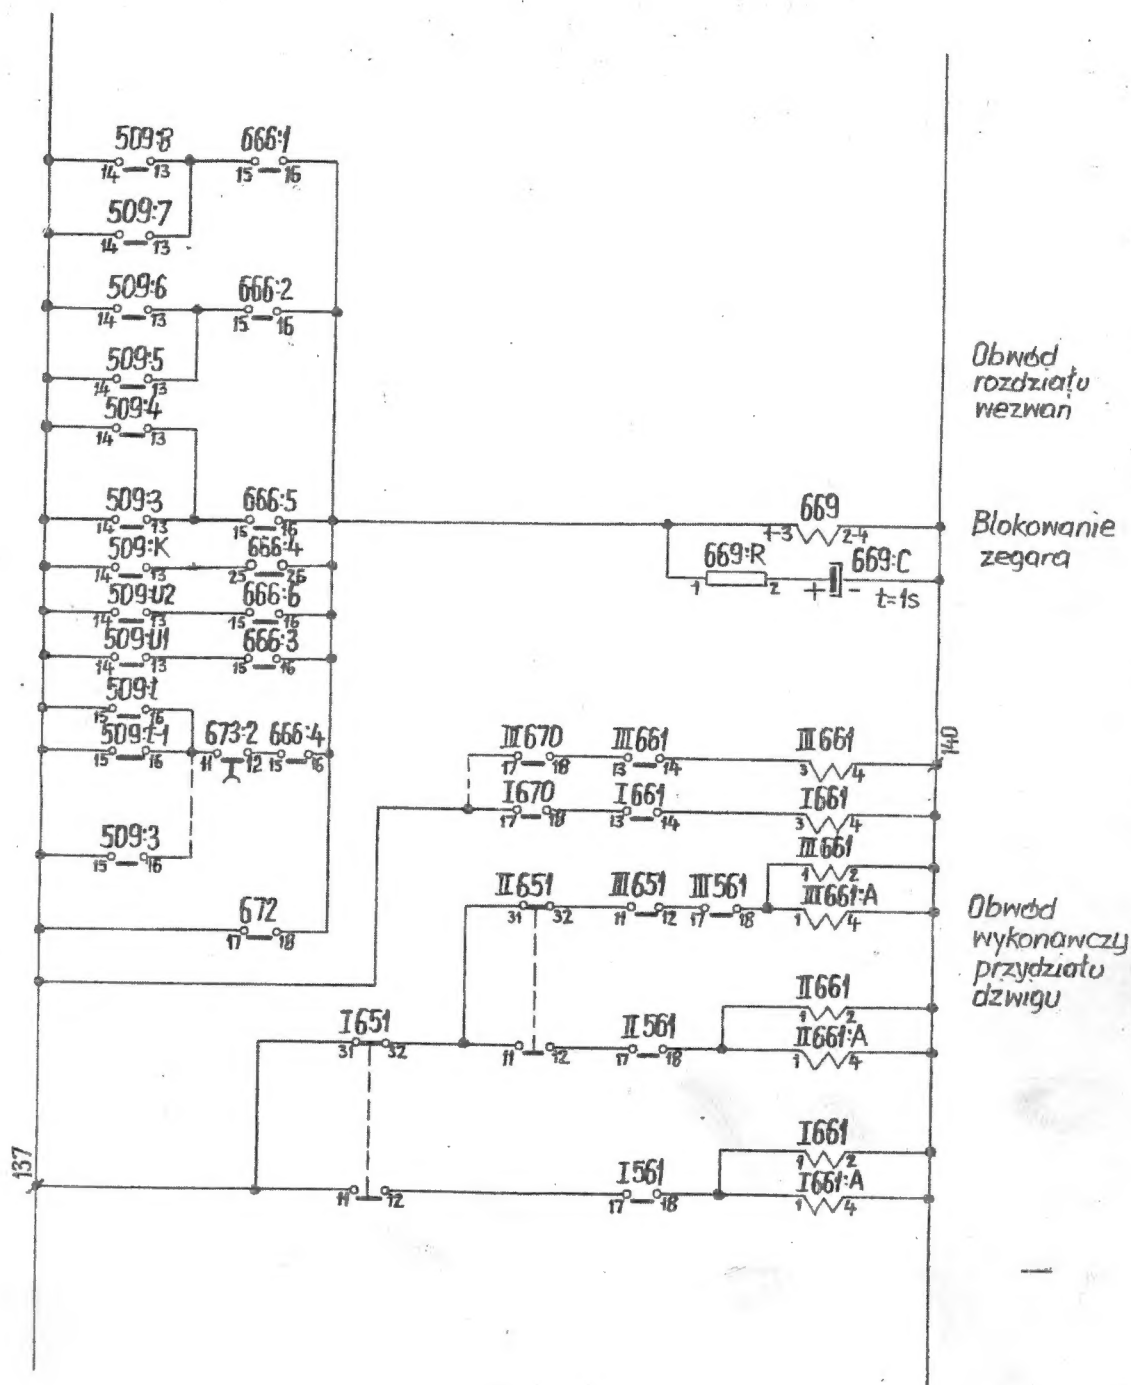 509:8 666:1
14 13 15 16
509:7
14 13
509:6 666:2
14 13 15 16
509:5
14 13
509:4
14 13
Obwód
rozdziału
wezwań
509:3 666:5 669
14 13 15 16 1-3 2-4
Blokowanie
zegara
509:K 666:4 669:R 669:C
14 13 25 26 1 2 + - t=1s
509:U2 666:6
14 13 15 16
509:U1 666:3
14 13 15 16
509:t
15 16
509:t-1 673:2 666:4
15 16 11 12 15 16
III670 III661 III661
17 18 13 14 3 4
140
I670 I661 I661
17 18 13 14 3 4
509:3
15 16
III661
1 2
II651 III651 III561 III661:A
31 32 11 12 17 18 1 4
672
17 18
Obwód
wykonawczy
przydziału
dzwigu
II661
1 2
I651 II561 II661:A
31 32 11 12 17 18 1 4
137
I661
1 2
I561 I661:A
11 12 17 18 1 4